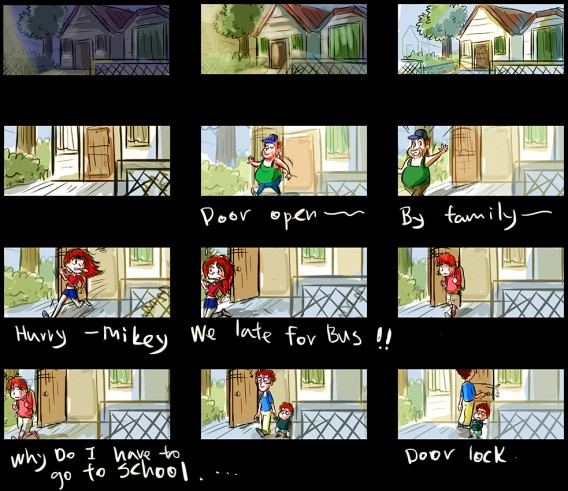 Door open
By family
Hurry - Mikey
We late for Bus !!
Why Do I have to
go to school . ...
Door lock